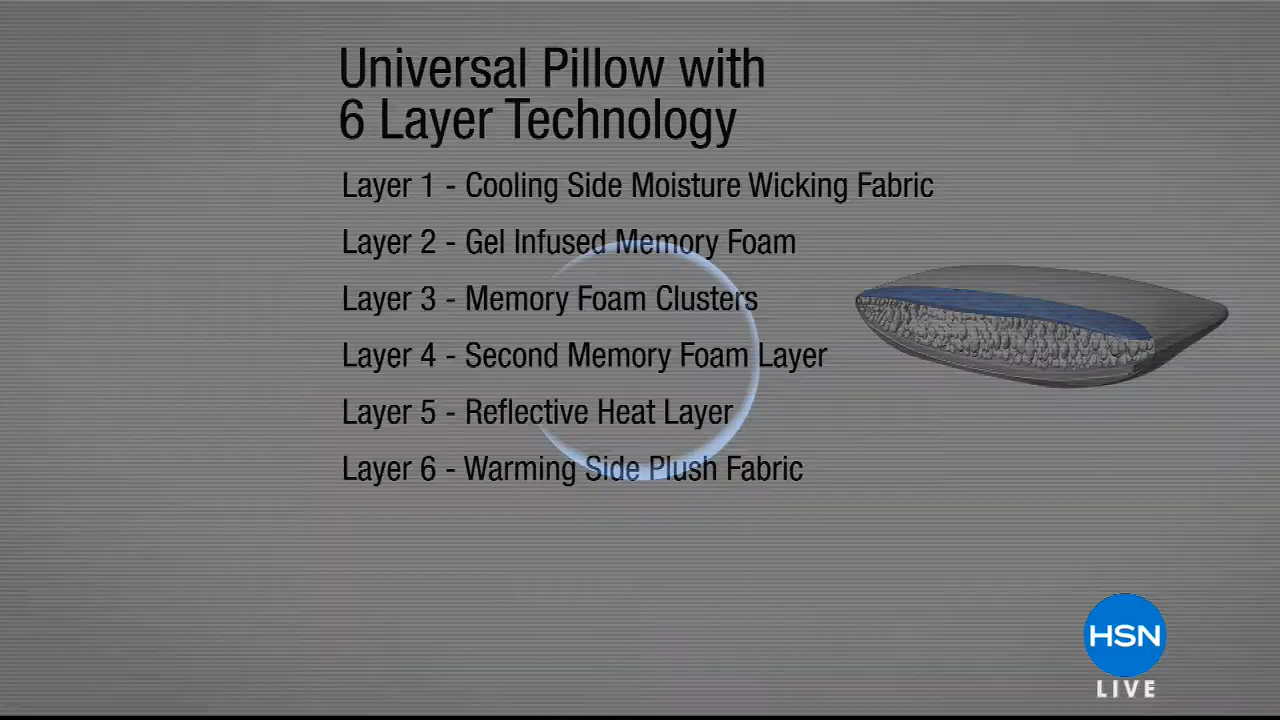 Universal Pillow with
6 Layer Technology
Layer 1 - Cooling Side Moisture Wicking Fabric
Layer 2 - Gel Infused Memory Foam
Layer 3 - Memory Foam Clusters
Layer 4 - Second Memory Foam Layer
Layer 5 - Reflective Heat Layer
Layer 6 - Warming Side Plush Fabric
HSN
LIVE